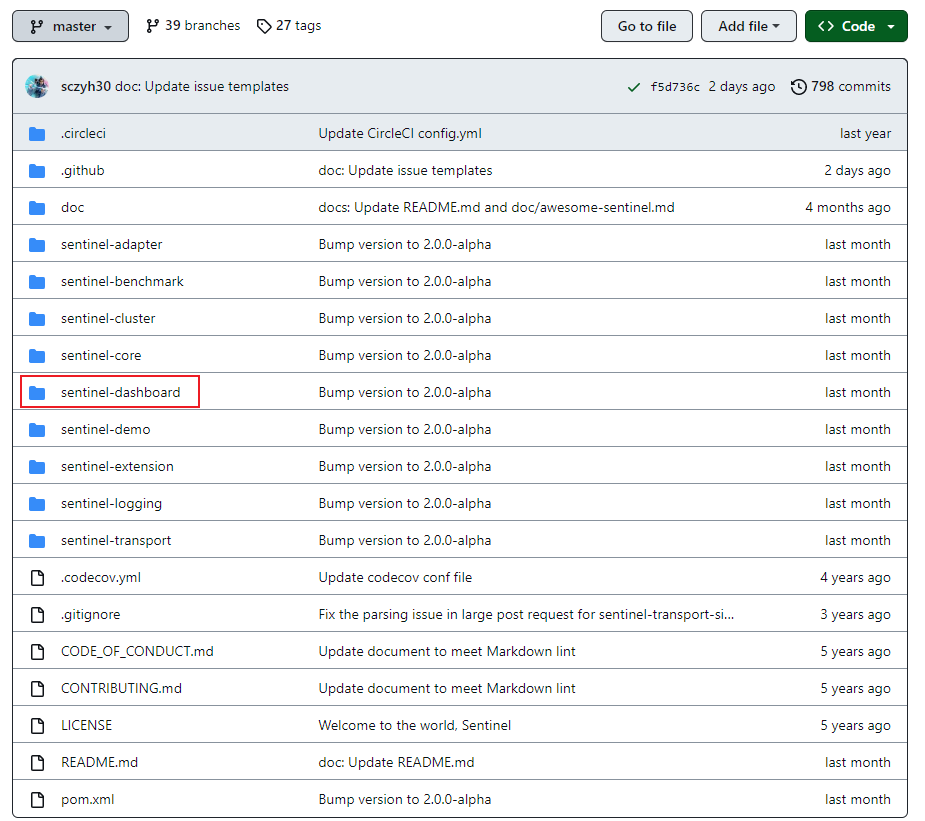 master 39 branches 27 tags Go to file Add file <> Code
sczyh30 doc: Update issue templates f5d736c 2 days ago 798 commits
.circleci Update CircleCI config.yml last year
.github doc: Update issue templates 2 days ago
doc docs: Update README.md and doc/awesome-sentinel.md 4 months ago
sentinel-adapter Bump version to 2.0.0-alpha last month
sentinel-benchmark Bump version to 2.0.0-alpha last month
sentinel-cluster Bump version to 2.0.0-alpha last month
sentinel-core Bump version to 2.0.0-alpha last month
sentinel-dashboard Bump version to 2.0.0-alpha last month
sentinel-demo Bump version to 2.0.0-alpha last month
sentinel-extension Bump version to 2.0.0-alpha last month
sentinel-logging Bump version to 2.0.0-alpha last month
sentinel-transport Bump version to 2.0.0-alpha last month
.codecov.yml Update codecov conf file 4 years ago
.gitignore Fix the parsing issue in large post request for sentinel-transport-si... 3 years ago
CODE_OF_CONDUCT.md Update document to meet Markdown lint 5 years ago
CONTRIBUTING.md Update document to meet Markdown lint 5 years ago
LICENSE Welcome to the world, Sentinel 5 years ago
README.md doc: Update README.md last month
pom.xml Bump version to 2.0.0-alpha last month